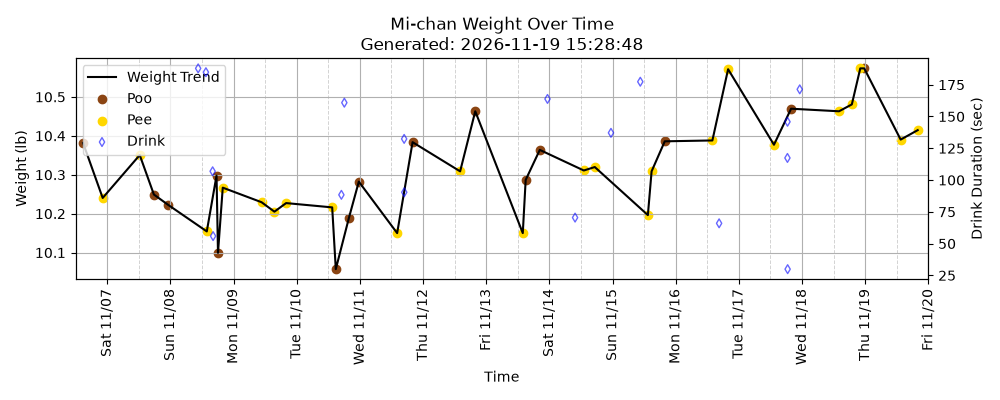 Mi-chan Weight Over Time
Generated: 2026-11-19 15:28:48
Weight Trend
Poo
Pee
Drink
Weight (lb)
10.5
10.4
10.3
10.2
10.1
Drink Duration (sec)
175
150
125
100
75
50
25
Sat 11/07
Sun 11/08
Mon 11/09
Tue 11/10
Wed 11/11
Thu 11/12
Fri 11/13
Sat 11/14
Sun 11/15
Mon 11/16
Tue 11/17
Wed 11/18
Thu 11/19
Fri 11/20
Time